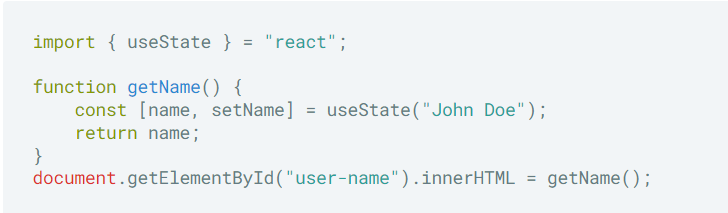 import { useState } = "react";

function getName() {
    const [name, setName] = useState("John Doe");
    return name;
}
document.getElementById("user-name").innerHTML = getName();